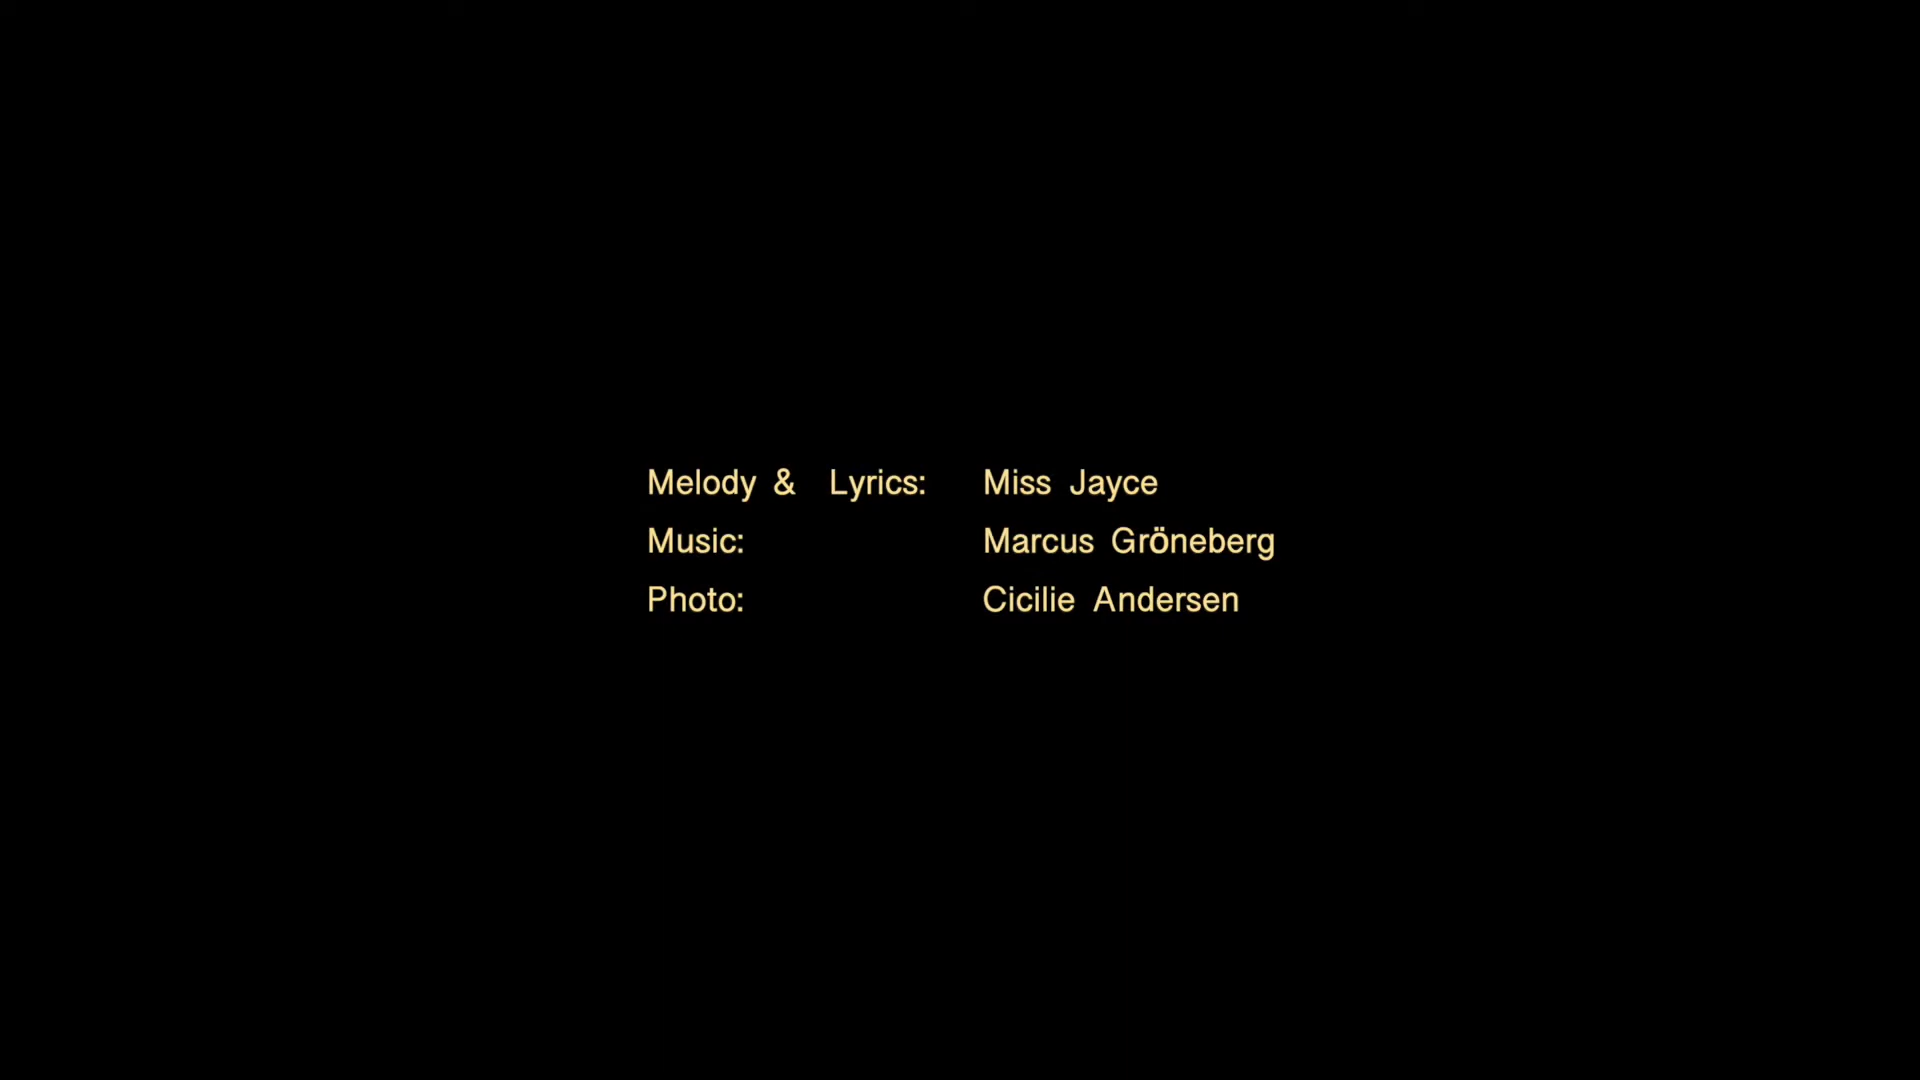 Melody & Lyrics: Miss Jayce
Music: Marcus Gröneberg
Photo: Cicilie Andersen